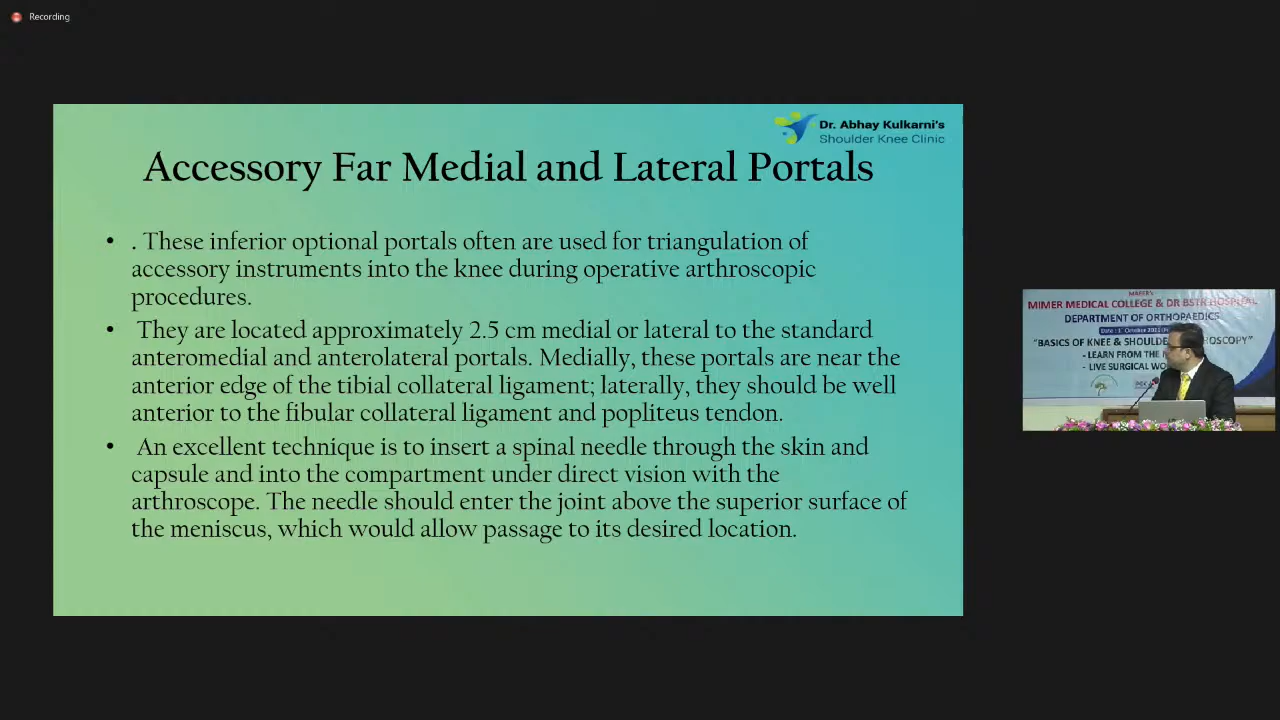 Recording
Dr. Abhay Kulkarni's
Shoulder Knee Clinic
Accessory Far Medial and Lateral Portals
• . These inferior optional portals often are used for triangulation of
accessory instruments into the knee during operative arthroscopic
procedures.
• They are located approximately 2.5 cm medial or lateral to the standard
anteromedial and anterolateral portals. Medially, these portals are near the
anterior edge of the tibial collateral ligament; laterally, they should be well
anterior to the fibular collateral ligament and popliteus tendon.
• An excellent technique is to insert a spinal needle through the skin and
capsule and into the compartment under direct vision with the
arthroscope. The needle should enter the joint above the superior surface of
the meniscus, which would allow passage to its desired location.
MAEER's
MIMER MEDICAL COLLEGE & DR BSTR HOSPITAL
DEPARTMENT OF ORTHOPAEDICS
"BASICS OF KNEE & SHOULDE
OSCOPY"
- LEARN FROM THE
- LIVE SURGICAL WO